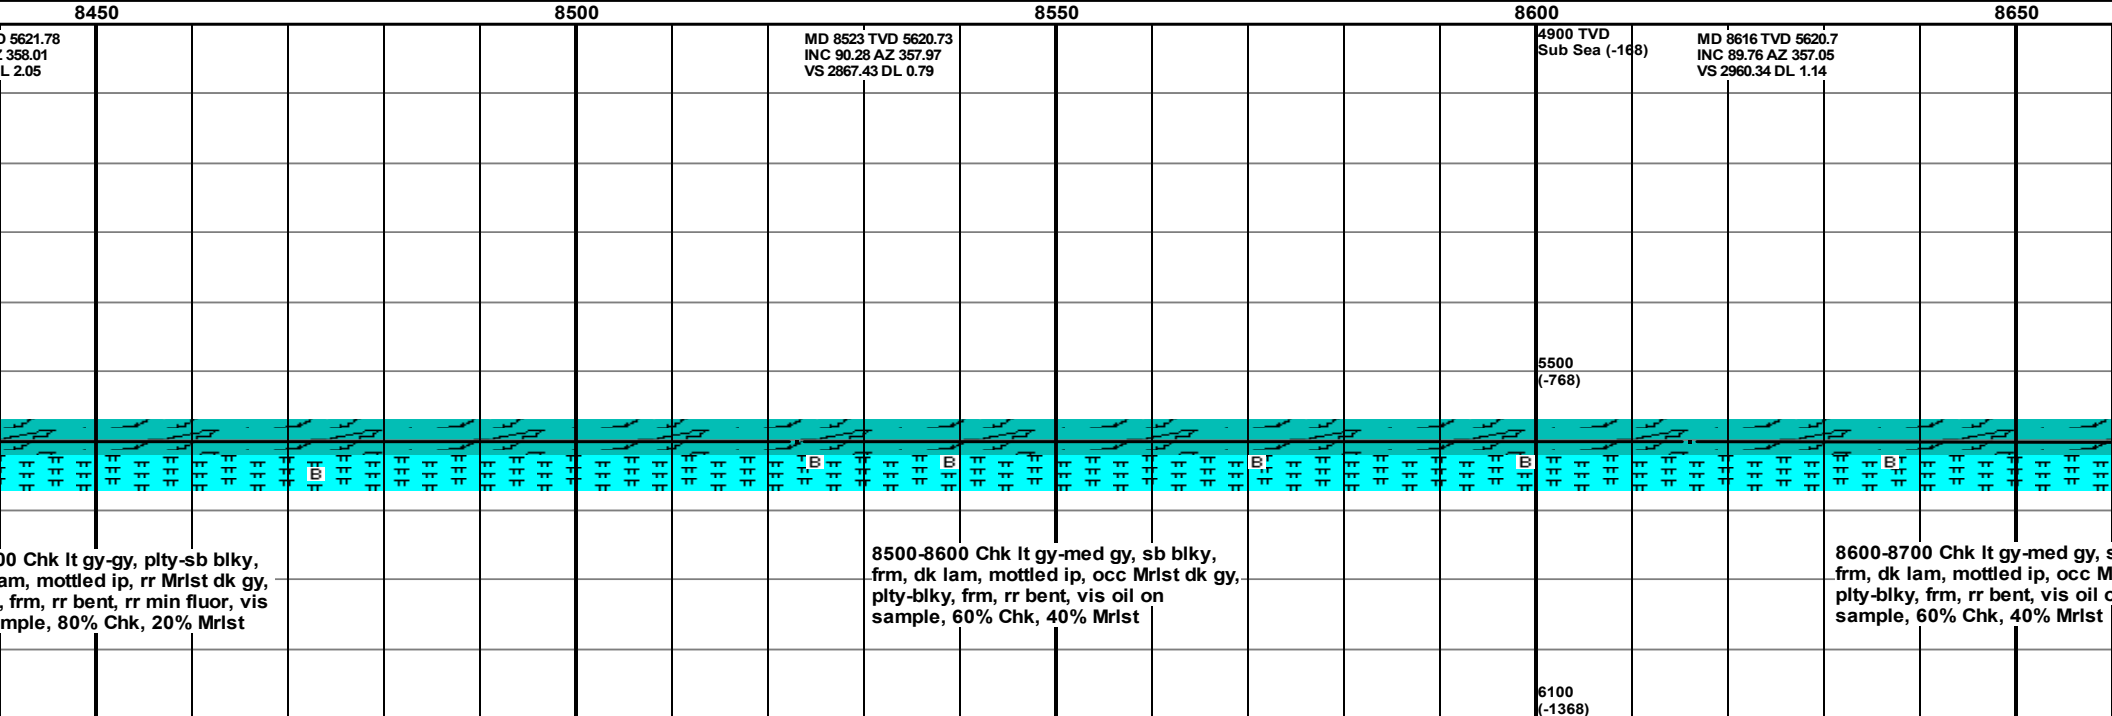 8450 8500 8550 8600 8650
5621.78
358.01
L 2.05
MD 8523 TVD 5620.73
INC 90.28 AZ 357.97
VS 2867.43 DL 0.79
4900 TVD
Sub Sea (-168)
MD 8616 TVD 5620.7
INC 89.76 AZ 357.05
VS 2960.34 DL 1.14
5500
(-768)
B B B B B B
00 Chk lt gy-gy, plty-sb blky,
am, mottled ip, rr Mrlst dk gy,
, frm, rr bent, rr min fluor, vis
mple, 80% Chk, 20% Mrlst
8500-8600 Chk lt gy-med gy, sb blky,
frm, dk lam, mottled ip, occ Mrlst dk gy,
plty-blky, frm, rr bent, vis oil on
sample, 60% Chk, 40% Mrlst
8600-8700 Chk lt gy-med gy, s
frm, dk lam, mottled ip, occ M
plty-blky, frm, rr bent, vis oil o
sample, 60% Chk, 40% Mrlst
6100
(-1368)